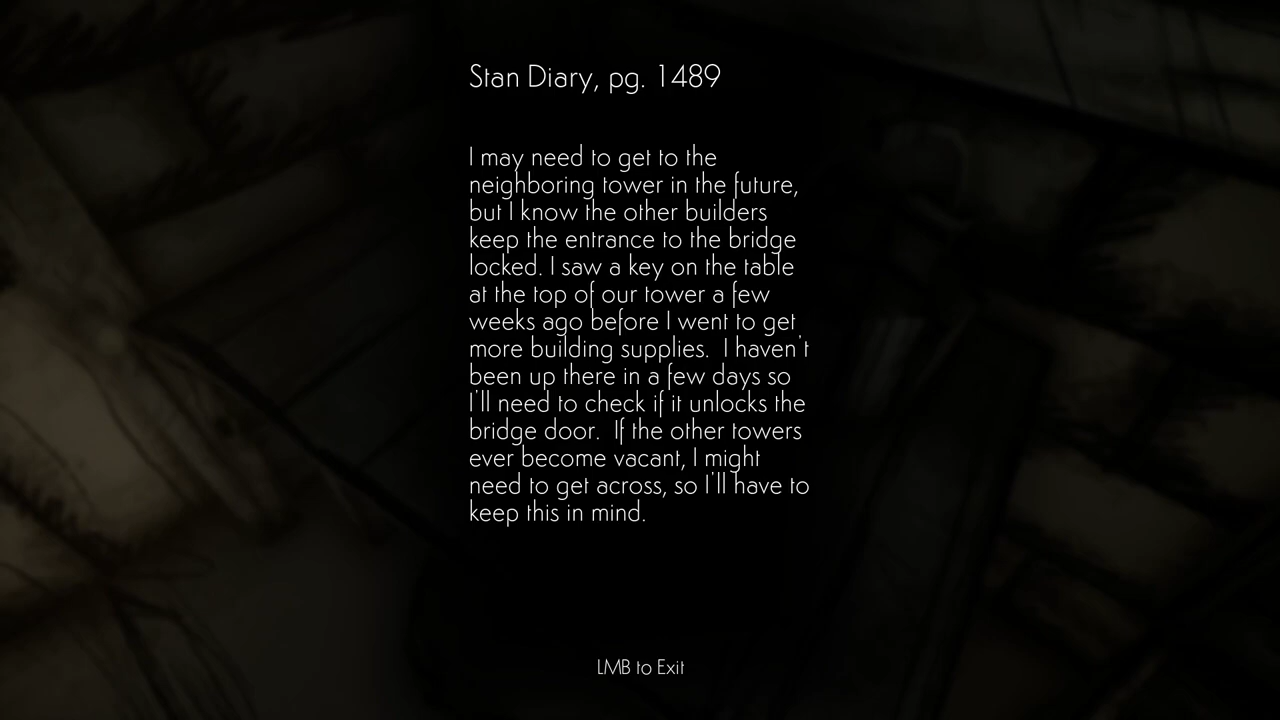 Stan Diary, pg. 1489
I may need to get to the
neighboring tower in the future,
but I know the other builders
keep the entrance to the bridge
locked. I saw a key on the table
at the top of our tower a few
weeks ago before I went to get
more building supplies.  I haven't
been up there in a few days so
I'll need to check if it unlocks the
bridge door.  If the other towers
ever become vacant, I might
need to get across, so I'll have to
keep this in mind.
LMB to Exit